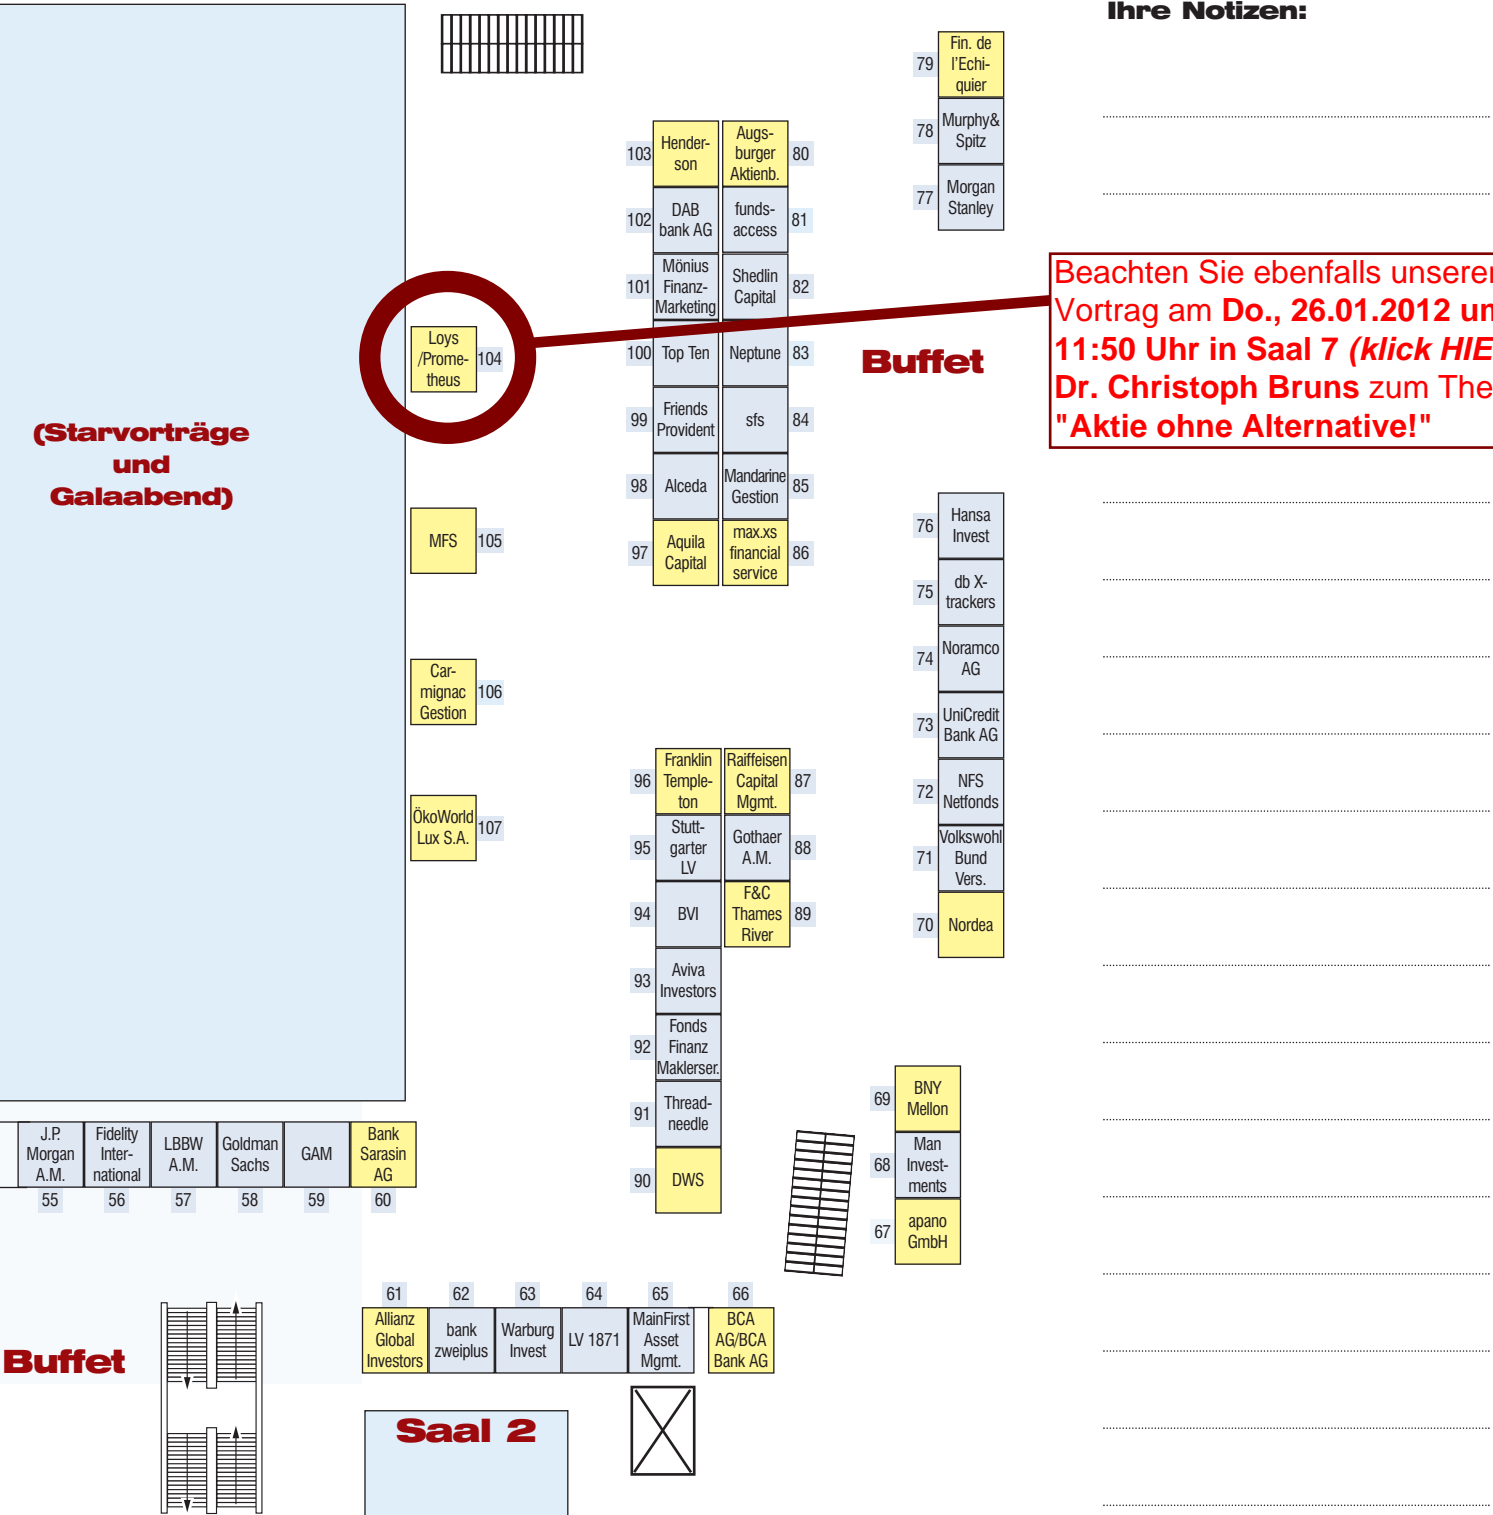 Ihre Notizen:
79
Fin. de
l'Echi-
quier
78
Murphy&
Spitz
77
Morgan
Stanley
103
Hender-
son
Augs-
burger
Aktienb.
80
102
DAB
bank AG
funds-
access
81
101
Mönius
Finanz-
Marketing
Shedlin
Capital
82
100
Top Ten
Neptune
83
99
Friends
Provident
sfs
84
98
Alceda
Mandarine
Gestion
85
97
Aquila
Capital
max.xs
financial
service
86
Buffet
Beachten Sie ebenfalls unseren
Vortrag am Do., 26.01.2012 um
11:50 Uhr in Saal 7 (klick HIE
Dr. Christoph Bruns zum The
"Aktie ohne Alternative!"
Loys
/Prome-
theus
104
(Starvorträge
und
Galaabend)
MFS
105
Car-
mignac
Gestion
106
ÖkoWorld
Lux S.A.
107
76
Hansa
Invest
75
db X-
trackers
74
Noramco
AG
73
UniCredit
Bank AG
72
NFS
Netfonds
71
Volkswohl
Bund
Vers.
70
Nordea
96
Franklin
Temple-
ton
Raiffeisen
Capital
Mgmt.
87
95
Stutt-
garter
LV
Gothaer
A.M.
88
94
BVI
F&C
Thames
River
89
93
Aviva
Investors
92
Fonds
Finanz
Maklerser.
91
Thread-
needle
90
DWS
69
BNY
Mellon
68
Man
Invest-
ments
67
apano
GmbH
J.P.
Morgan
A.M.
55
Fidelity
Inter-
national
56
LBBW
A.M.
57
Goldman
Sachs
58
GAM
59
Bank
Sarasin
AG
60
61
Allianz
Global
Investors
62
bank
zweiplus
63
Warburg
Invest
64
LV 1871
65
MainFirst
Asset
Mgmt.
66
BCA
AG/BCA
Bank AG
Buffet
Saal 2